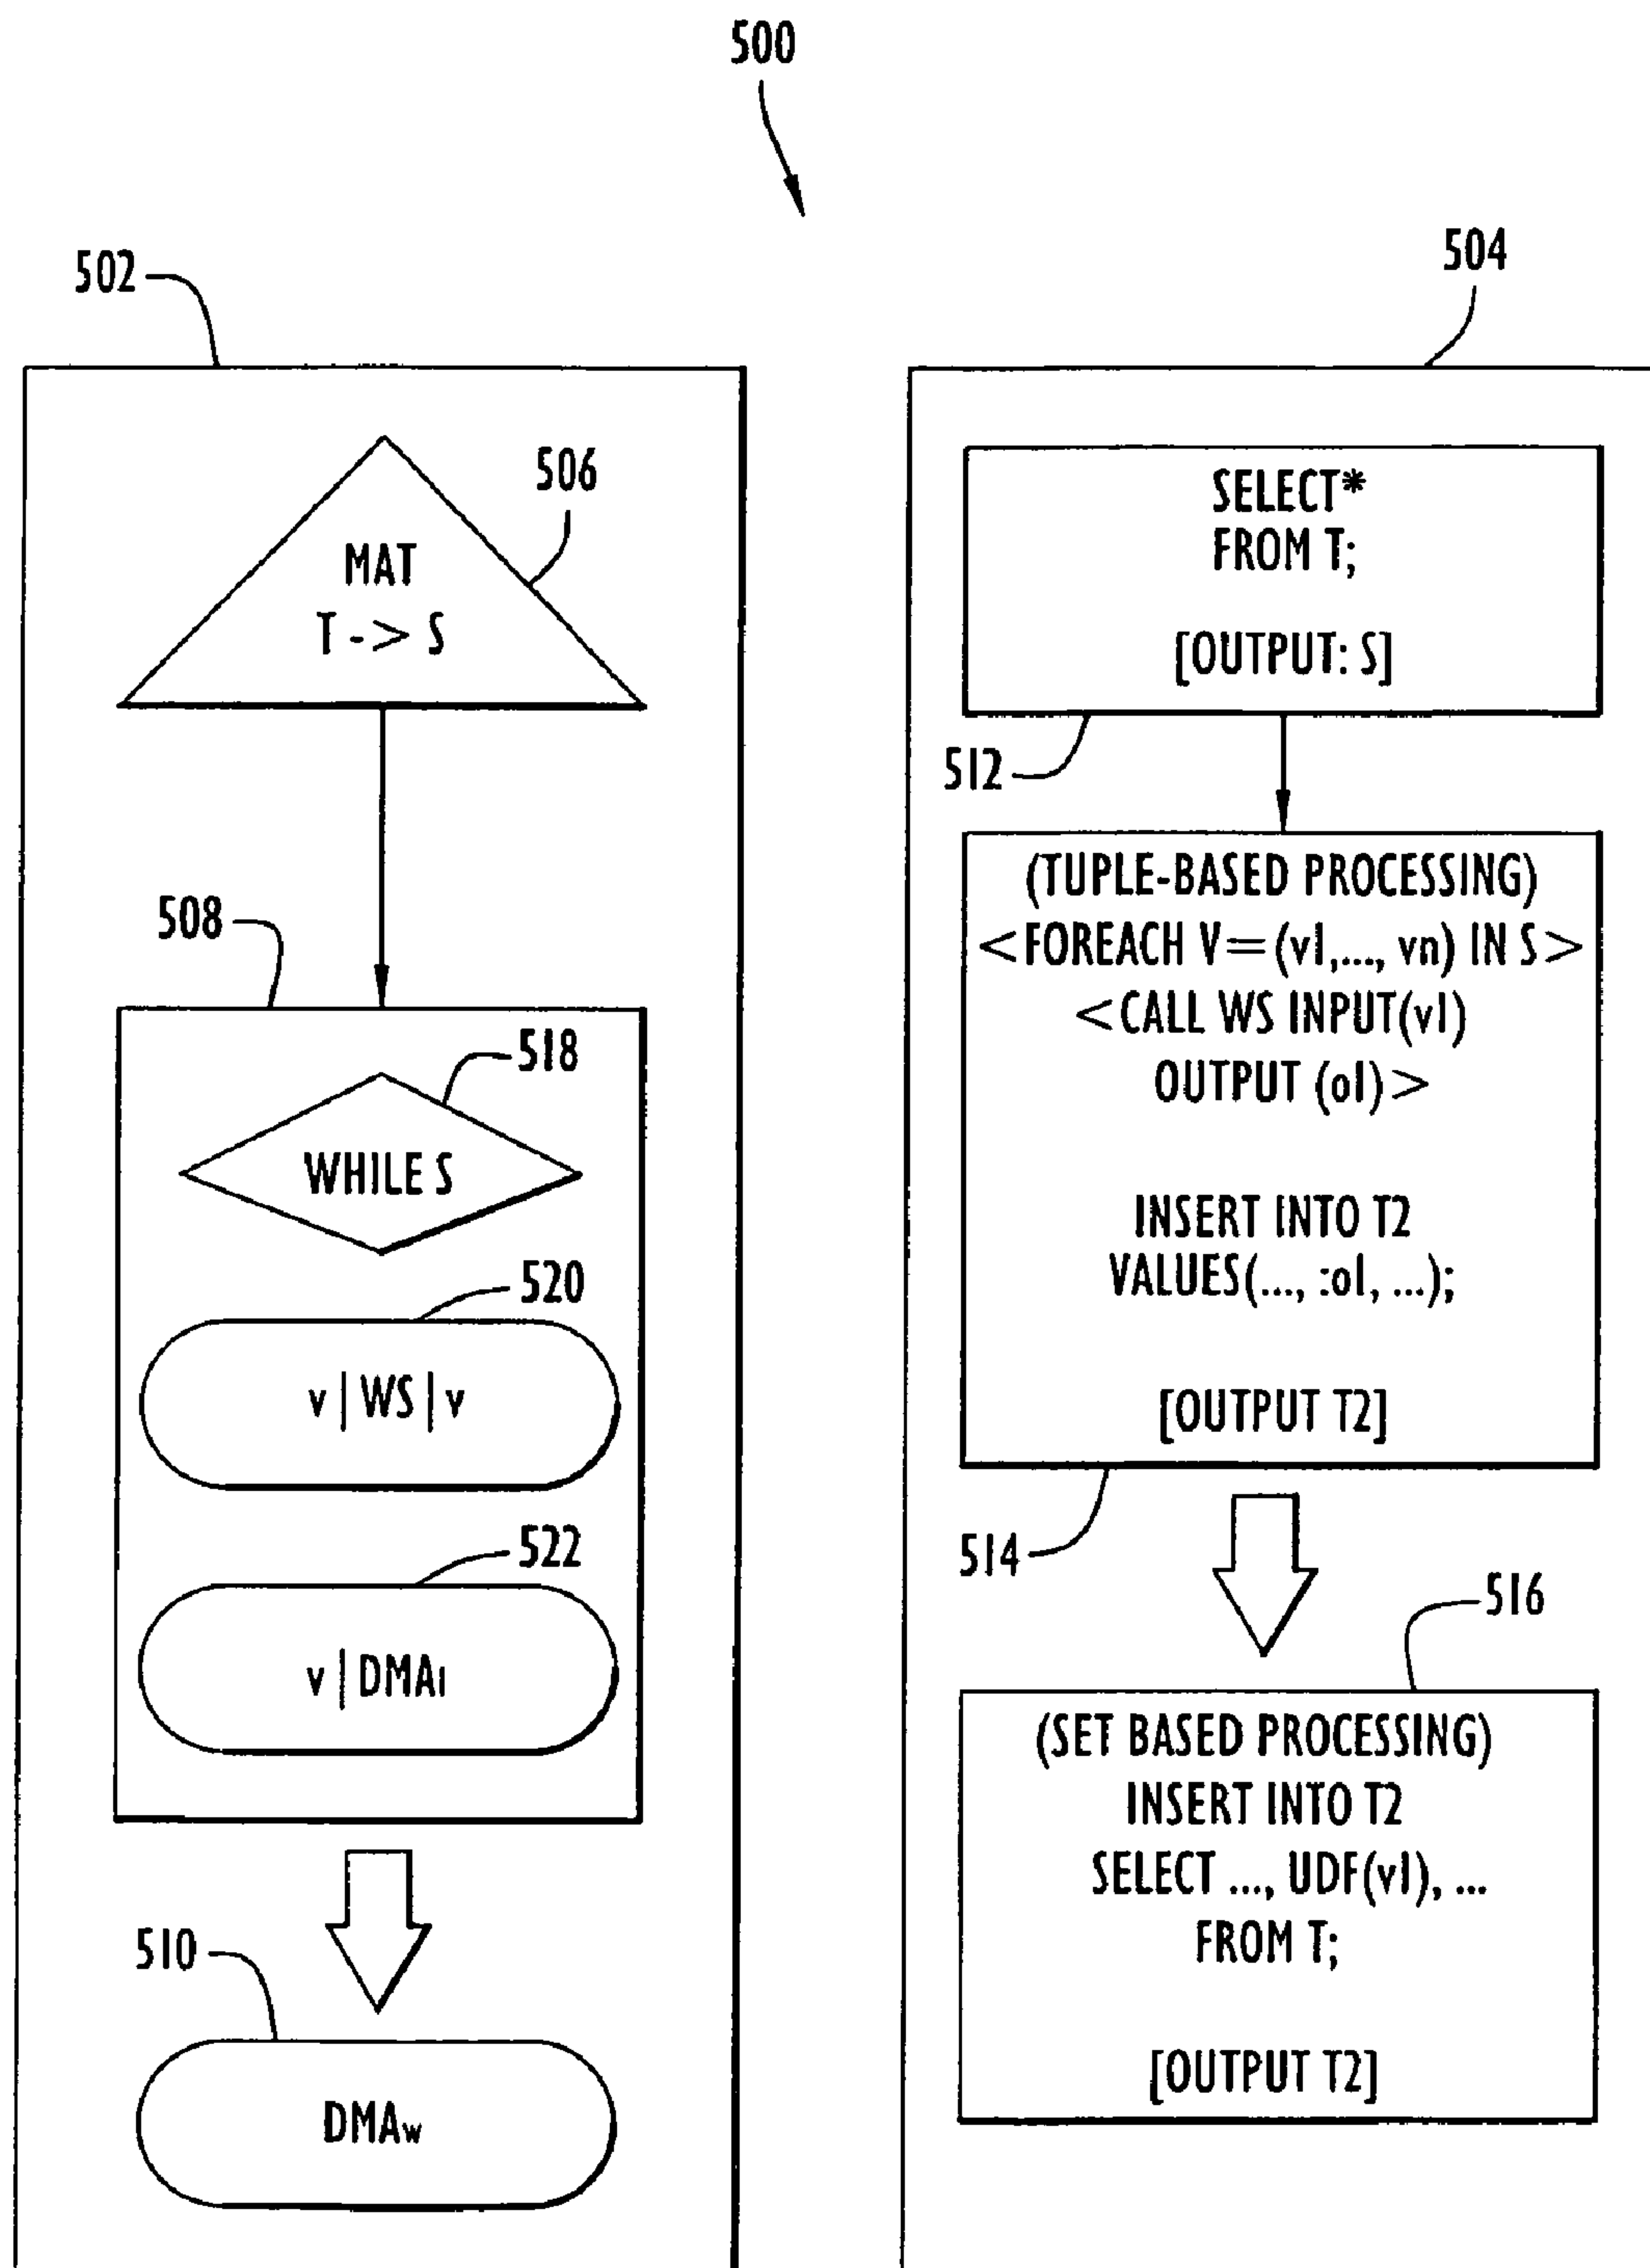 500
502
504
506
MAT
T -> S
508
518
WHILE S
520
v | WS | v
522
v | DMAI
510
DMAw
SELECT*
FROM T;
[OUTPUT: S]
512
(TUPLE-BASED PROCESSING)
<FOREACH V=(vl,..., vn) IN S>
<CALL WS INPUT(vl)
OUTPUT (ol)>
INSERT INTO T2
VALUES(..., :ol, ...);
[OUTPUT T2]
514
516
(SET BASED PROCESSING)
INSERT INTO T2
SELECT ..., UDF(vl), ...
FROM T;
[OUTPUT T2]